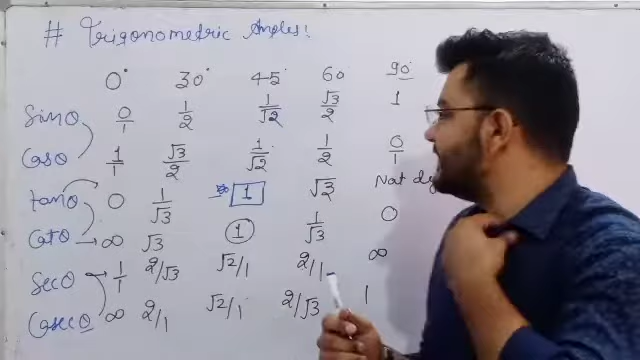 # Trigonometric Angles!
0° 30° 45° 60° 90°
Sinθ 0/1 1/2 1/√2 √3/2 1
Cosθ 1/1 √3/2 1/√2 1/2 0/1
tanθ 0 1/√3 1 √3 Not de
Cotθ → ∞ √3 1 1/√3 0
Secθ → 1/1 2/√3 √2/1 2/1 ∞
Cosecθ ∞ 2/1 √2/1 2/√3 1